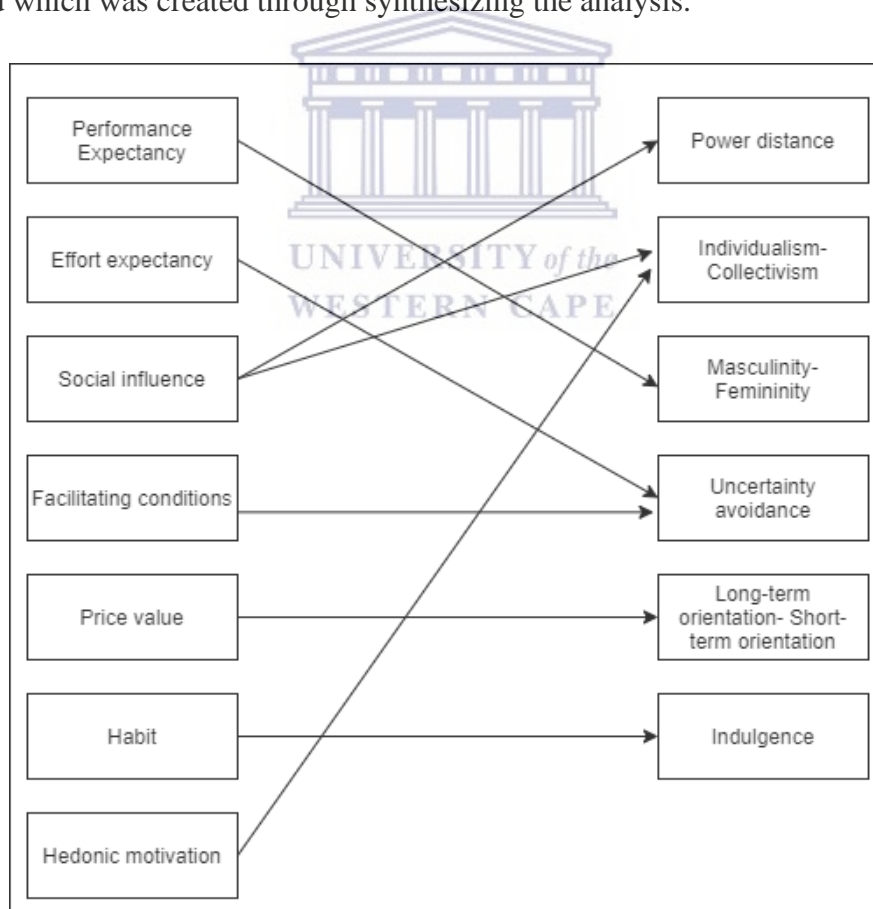 which was created through synthesizing the analysis.
Performance
Expectancy
Power distance
Effort expectancy
UNIVERSITY of the
WESTERN CAPE
Individualism-
Collectivism
Social influence
Masculinity-
Femininity
Facilitating conditions
Uncertainty
avoidance
Price value
Long-term
orientation- Short-
term orientation
Habit
Indulgence
Hedonic motivation